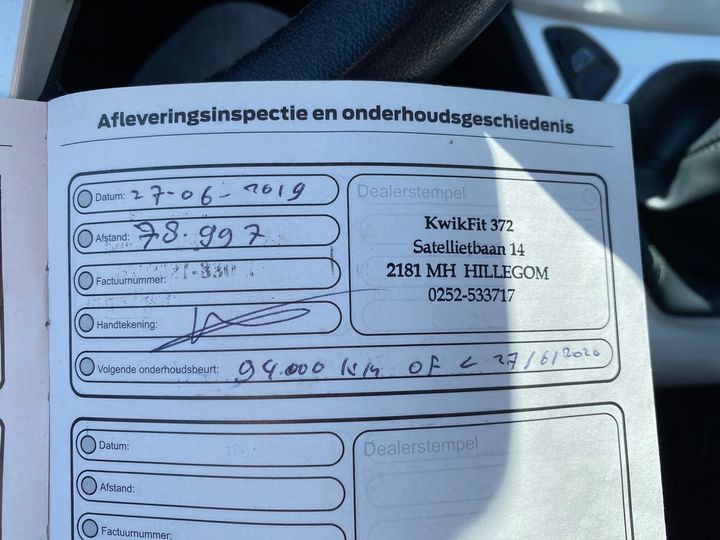 Afleveringsinspectie en onderhoudsgeschiedenis
Datum: 27-06-2019
Afstand: 78.997
Factuurnummer:
Handtekening:
Dealerstempel
KwikFit 372
Satellietbaan 14
2181 MH HILLEGOM
0252-533717
Volgende onderhoudsbeurt: 94.000 km OF < 27/6/2020
Datum:
Afstand:
Factuurnummer:
Dealerstempel